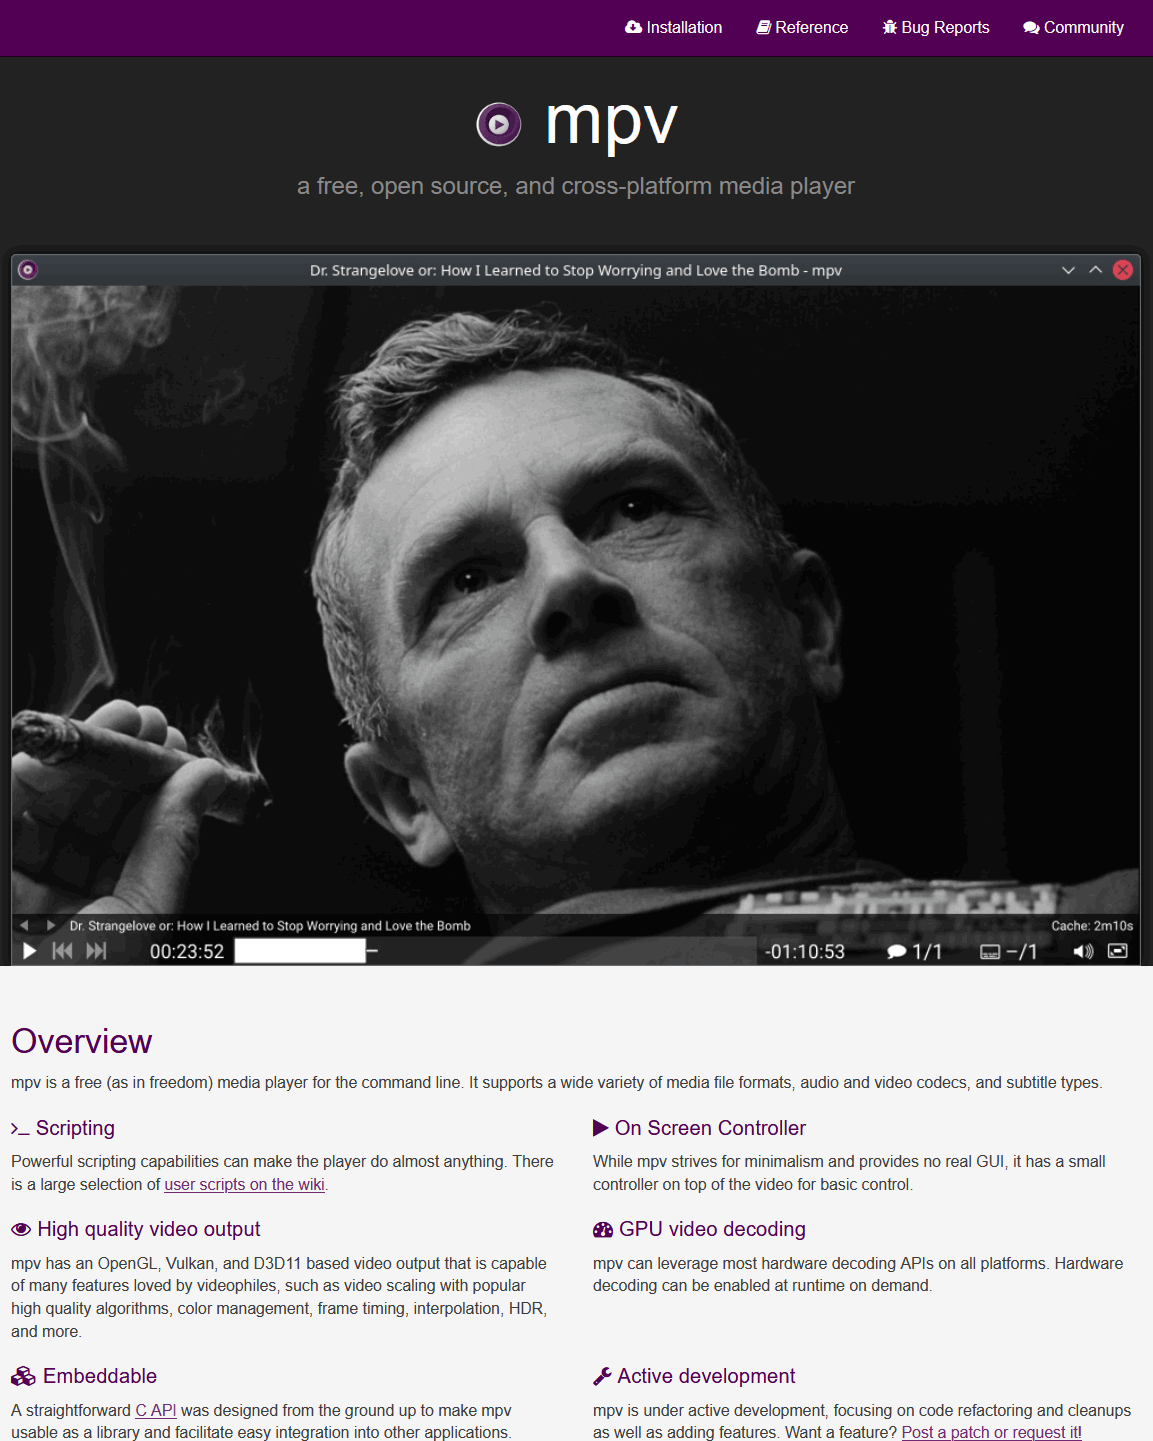 Installation Reference Bug Reports Community
mpv
a free, open source, and cross-platform media player
Dr. Strangelove or: How I Learned to Stop Worrying and Love the Bomb - mpv
Dr. Strangelove or: How I Learned to Stop Worrying and Love the Bomb Cache: 2m10s
00:23:52 -01:10:53 1/1 –/1
Overview
mpv is a free (as in freedom) media player for the command line. It supports a wide variety of media file formats, audio and video codecs, and subtitle types.
Scripting
Powerful scripting capabilities can make the player do almost anything. There
is a large selection of user scripts on the wiki.
On Screen Controller
While mpv strives for minimalism and provides no real GUI, it has a small
controller on top of the video for basic control.
High quality video output
mpv has an OpenGL, Vulkan, and D3D11 based video output that is capable
of many features loved by videophiles, such as video scaling with popular
high quality algorithms, color management, frame timing, interpolation, HDR,
and more.
GPU video decoding
mpv can leverage most hardware decoding APIs on all platforms. Hardware
decoding can be enabled at runtime on demand.
Embeddable
A straightforward C API was designed from the ground up to make mpv
usable as a library and facilitate easy integration into other applications.
Active development
mpv is under active development, focusing on code refactoring and cleanups
as well as adding features. Want a feature? Post a patch or request it!